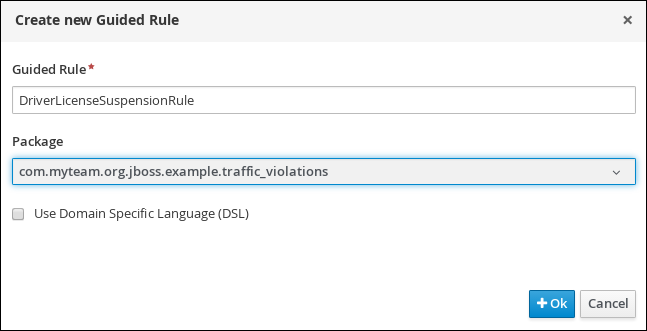 Create new Guided Rule ×
Guided Rule*
DriverLicenseSuspensionRule
Package
com.myteam.org.jboss.example.traffic_violations
Use Domain Specific Language (DSL)
+ Ok Cancel